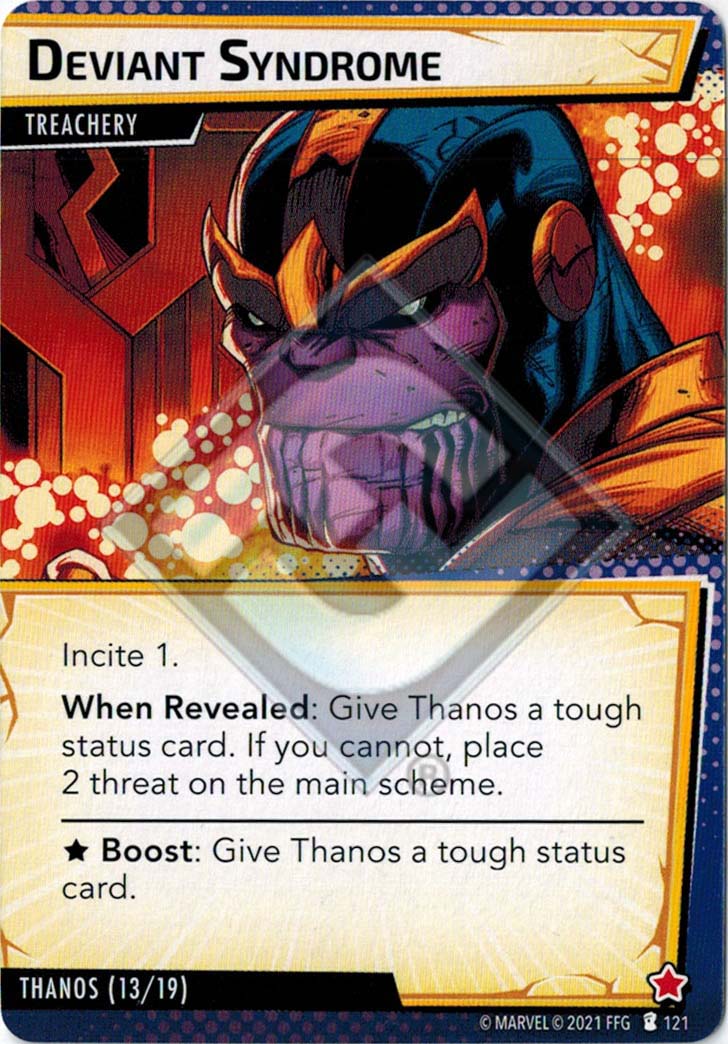 DEVIANT SYNDROME
TREACHERY
Incite 1.
When Revealed: Give Thanos a tough
status card. If you cannot, place
2 threat on the main scheme.
★ Boost: Give Thanos a tough status
card.
THANOS (13/19)
© MARVEL © 2021 FFG 121